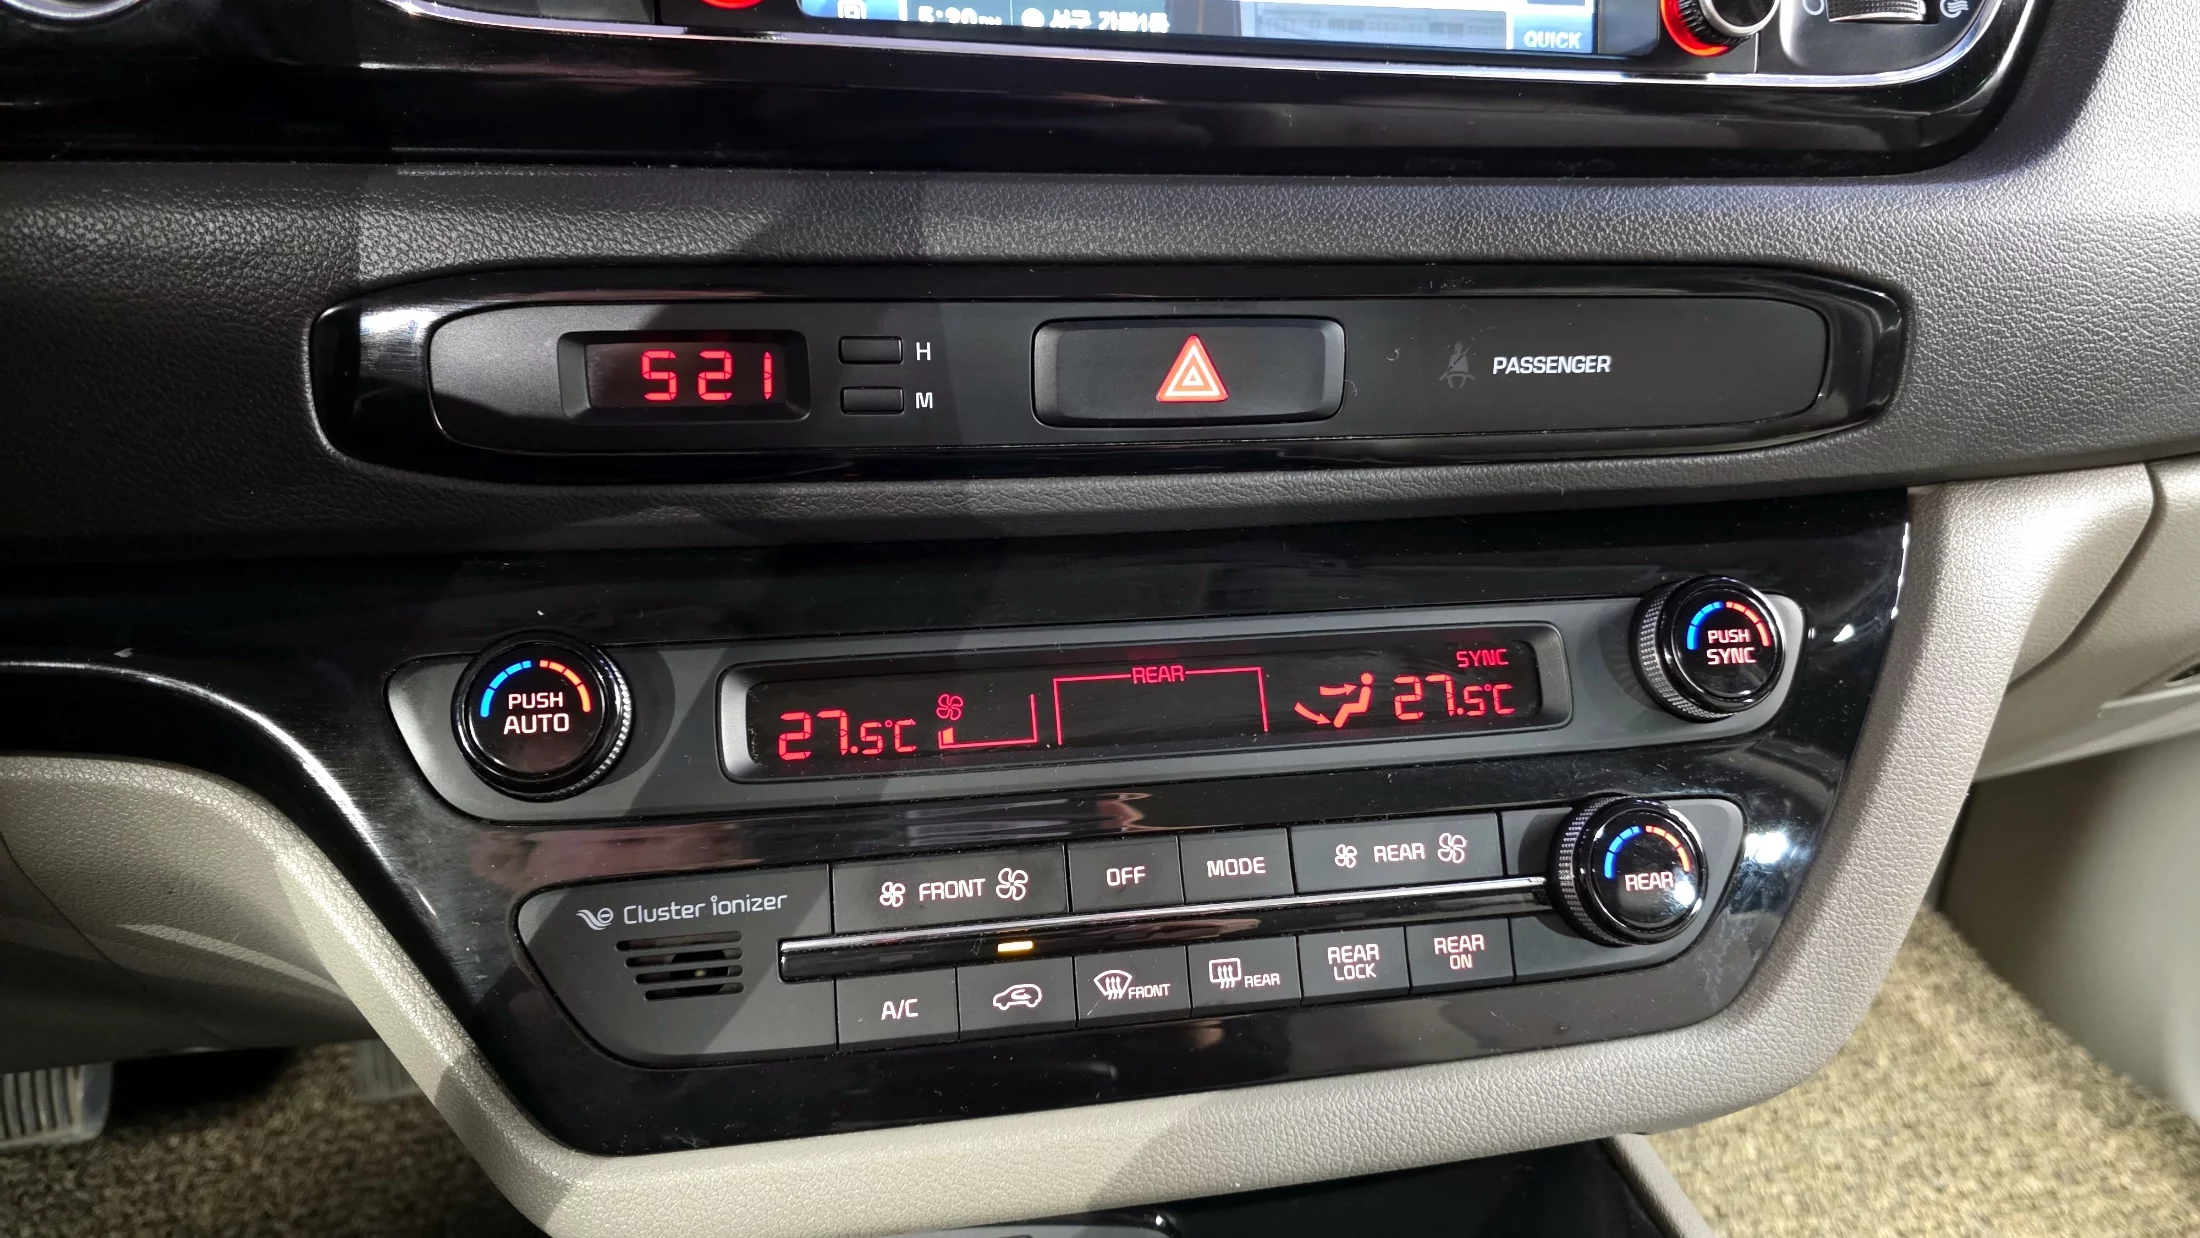 QUICK
521
H
M
PASSENGER
PUSH
AUTO
27.5°C
REAR
SYNC
27.5°C
PUSH
SYNC
FRONT
OFF
MODE
REAR
REAR
Cluster ionizer
A/C
FRONT
REAR
REAR
LOCK
REAR
ON